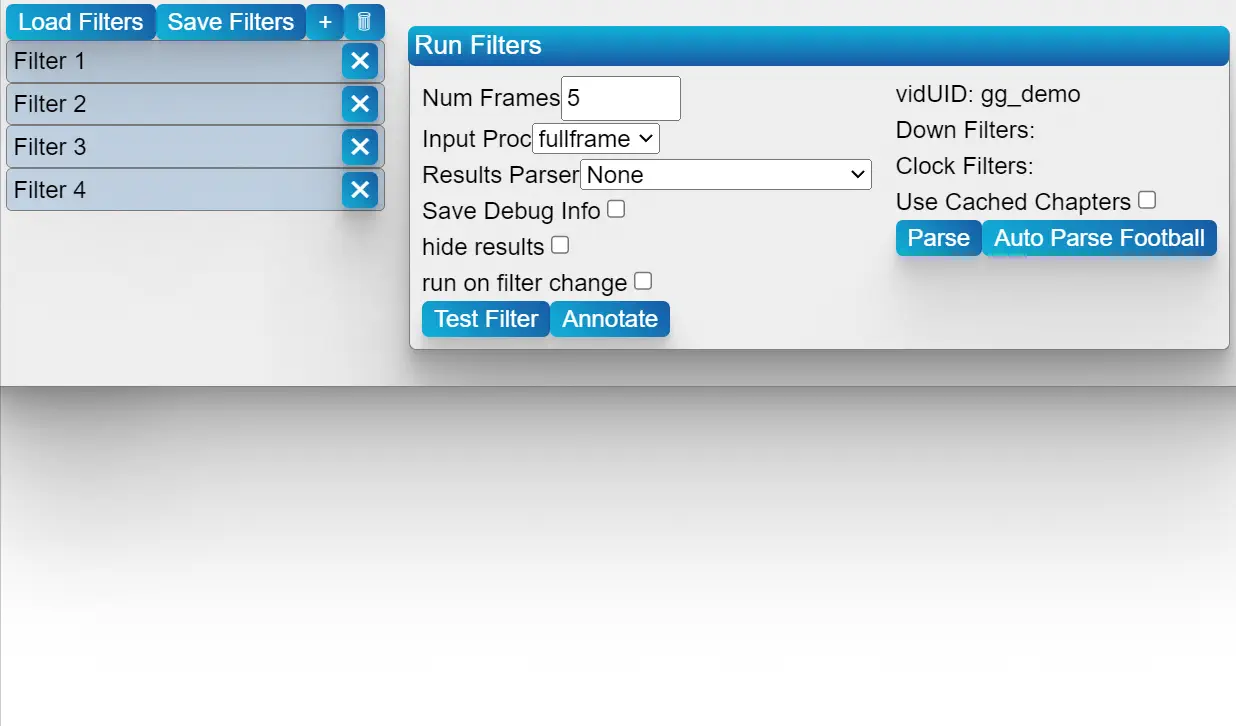 Load Filters Save Filters +
Filter 1
Filter 2
Filter 3
Filter 4
Run Filters
Num Frames 5
Input Proc fullframe
Results Parser None
Save Debug Info
hide results
run on filter change
Test Filter Annotate
vidUID: gg_demo
Down Filters:
Clock Filters:
Use Cached Chapters
Parse Auto Parse Football